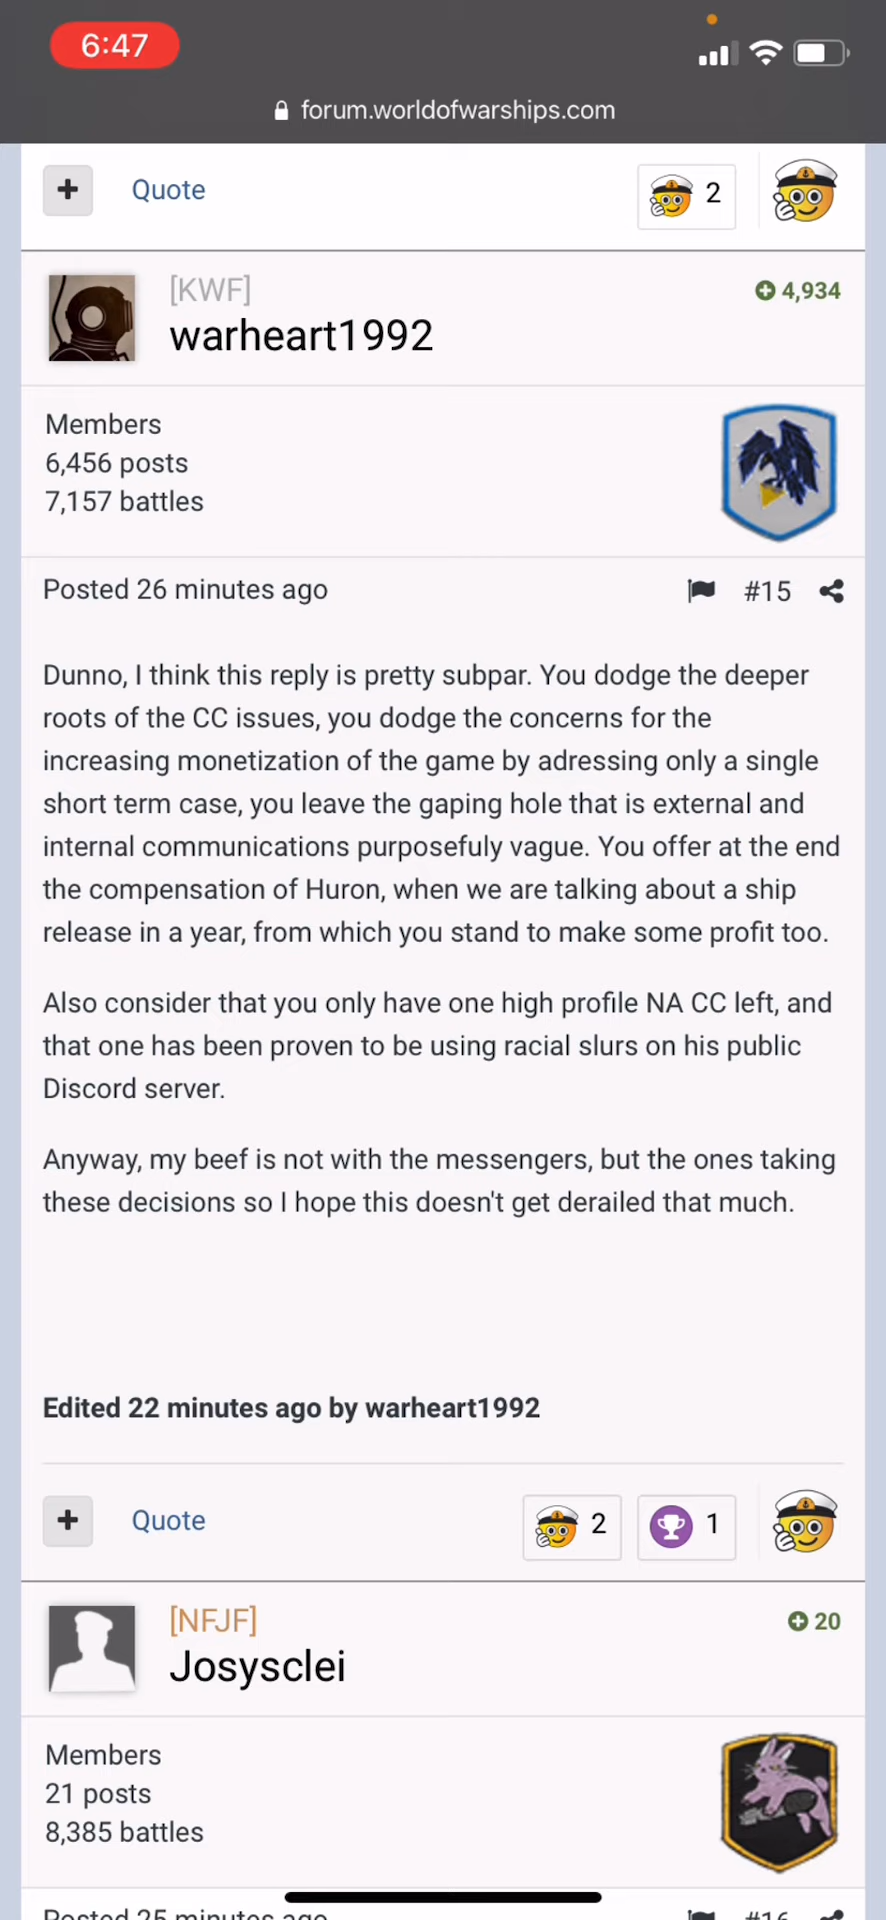 6:47
forum.worldofwarships.com
+ Quote 2
[KWF] 4,934
warheart1992
Members
6,456 posts
7,157 battles
Posted 26 minutes ago #15
Dunno, I think this reply is pretty subpar. You dodge the deeper
roots of the CC issues, you dodge the concerns for the
increasing monetization of the game by adressing only a single
short term case, you leave the gaping hole that is external and
internal communications purposefuly vague. You offer at the end
the compensation of Huron, when we are talking about a ship
release in a year, from which you stand to make some profit too.
Also consider that you only have one high profile NA CC left, and
that one has been proven to be using racial slurs on his public
Discord server.
Anyway, my beef is not with the messengers, but the ones taking
these decisions so I hope this doesn't get derailed that much.
Edited 22 minutes ago by warheart1992
+ Quote 2 1
[NFJF] 20
Josysclei
Members
21 posts
8,385 battles
Posted 25 minutes ago #16